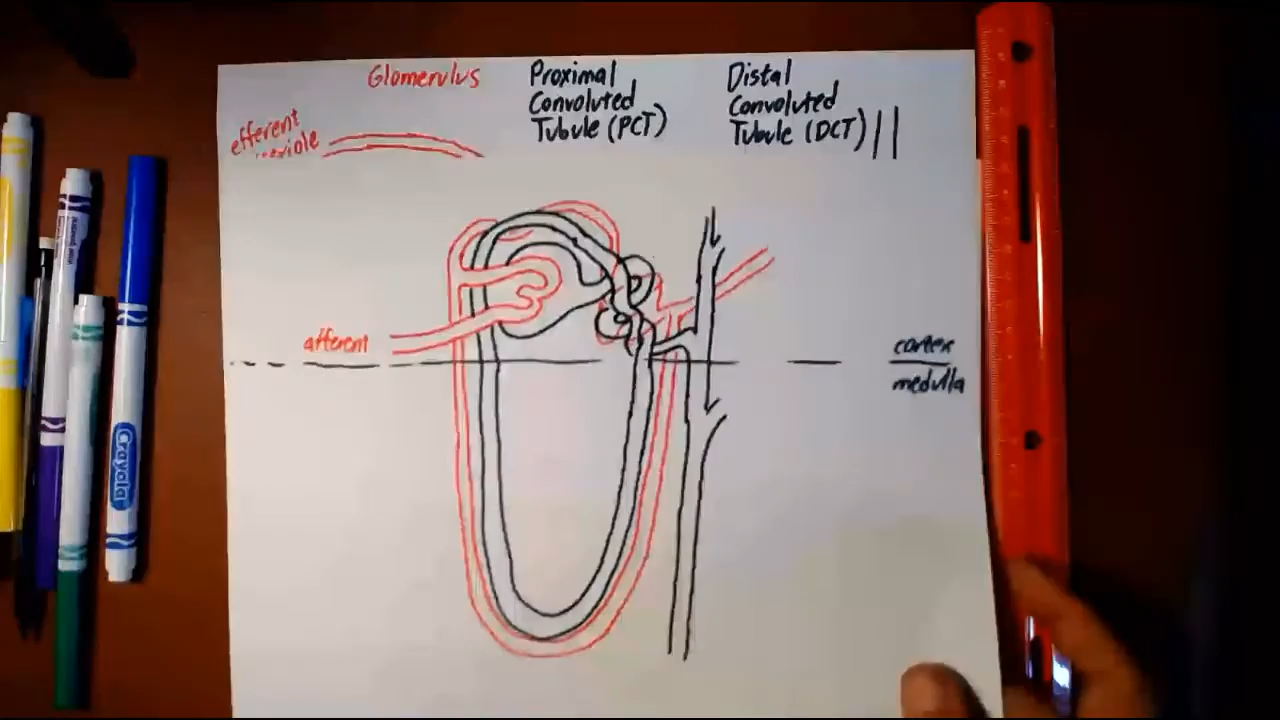 Glomerulus
Proximal
Convoluted
Tubule (PCT)
Distal
Convoluted
Tubule (DCT)
efferent
afferent
cortex
medulla
Crayola